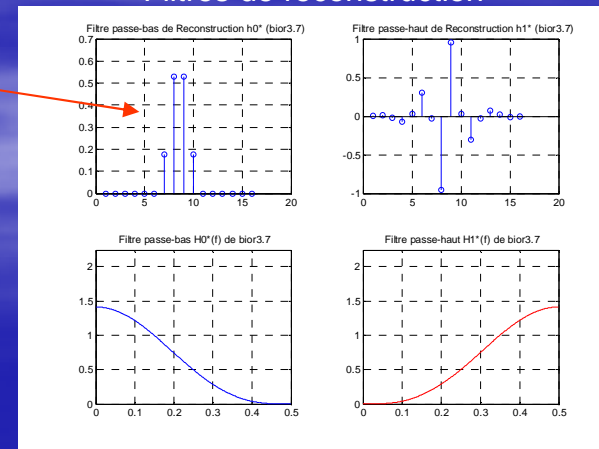 Filtres de reconstruction
Filtre passe-bas de Reconstruction h0* (bior3.7)
0.7
0.6
0.5
0.4
0.3
0.2
0.1
0
0 5 10 15 20
Filtre passe-haut de Reconstruction h1* (bior3.7)
1
0.5
0
-0.5
-1
0 5 10 15 20
Filtre passe-bas H0*(f) de bior3.7
2
1.5
1
0.5
0
0 0.1 0.2 0.3 0.4 0.5
Filtre passe-haut H1*(f) de bior3.7
2
1.5
1
0.5
0
0 0.1 0.2 0.3 0.4 0.5